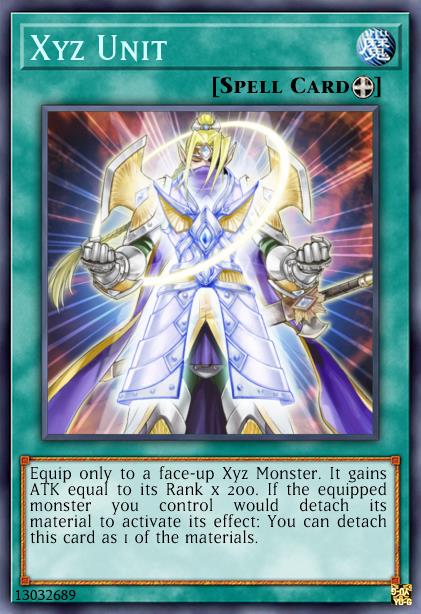 Xyz Unit
魔
[Spell Card]
Equip only to a face-up Xyz Monster. It gains
ATK equal to its Rank x 200. If the equipped
monster you control would detach its
material to activate its effect: You can detach
this card as 1 of the materials.
13032689